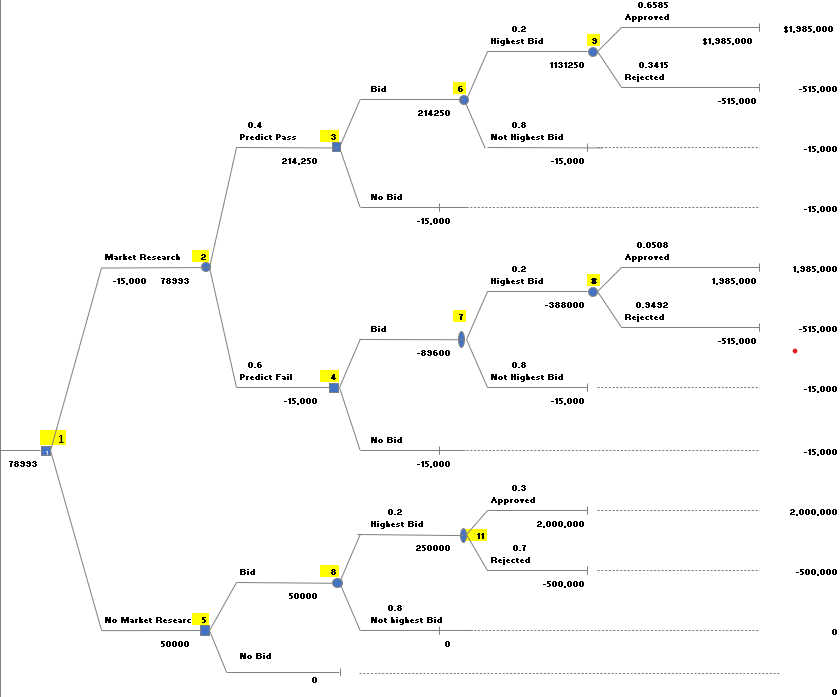 0.6585
Approved
$1,985,000
$1,985,000
0.2
Highest Bid
9
1131250
0.3415
Rejected
-515,000
-515,000
Bid
6
214250
0.4
Predict Pass
3
214,250
0.8
Not Highest Bid
-15,000
-15,000
No Bid
-15,000
-15,000
Market Research
2
-15,000 78993
0.0508
Approved
1,985,000
1,985,000
0.2
Highest Bid
8
-388000
0.9492
Rejected
-515,000
-515,000
Bid
7
-89600
0.6
Predict Fail
4
-15,000
0.8
Not Highest Bid
-15,000
-15,000
No Bid
-15,000
-15,000
1
1
78993
0.3
Approved
2,000,000
2,000,000
0.2
Highest Bid
11
250000
0.7
Rejected
-500,000
-500,000
Bid
8
50000
0.8
Not highest Bid
0
0
No Market Researc
5
50000
No Bid
0
0